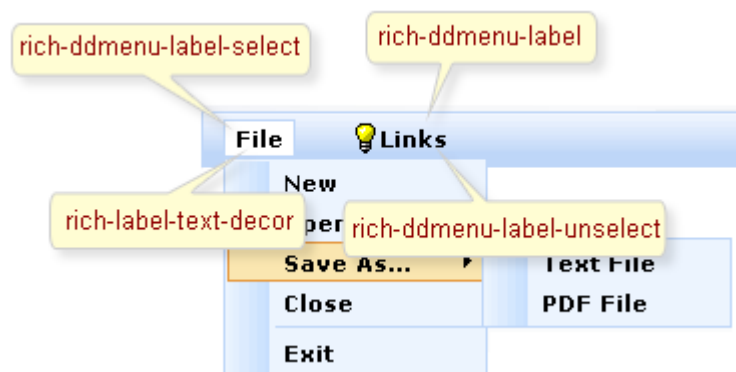 rich-ddmenu-label-select
rich-ddmenu-label
File
Links
New
rich-label-text-decor
rich-ddmenu-label-unselect
Save As...
Text File
Close
PDF File
Exit